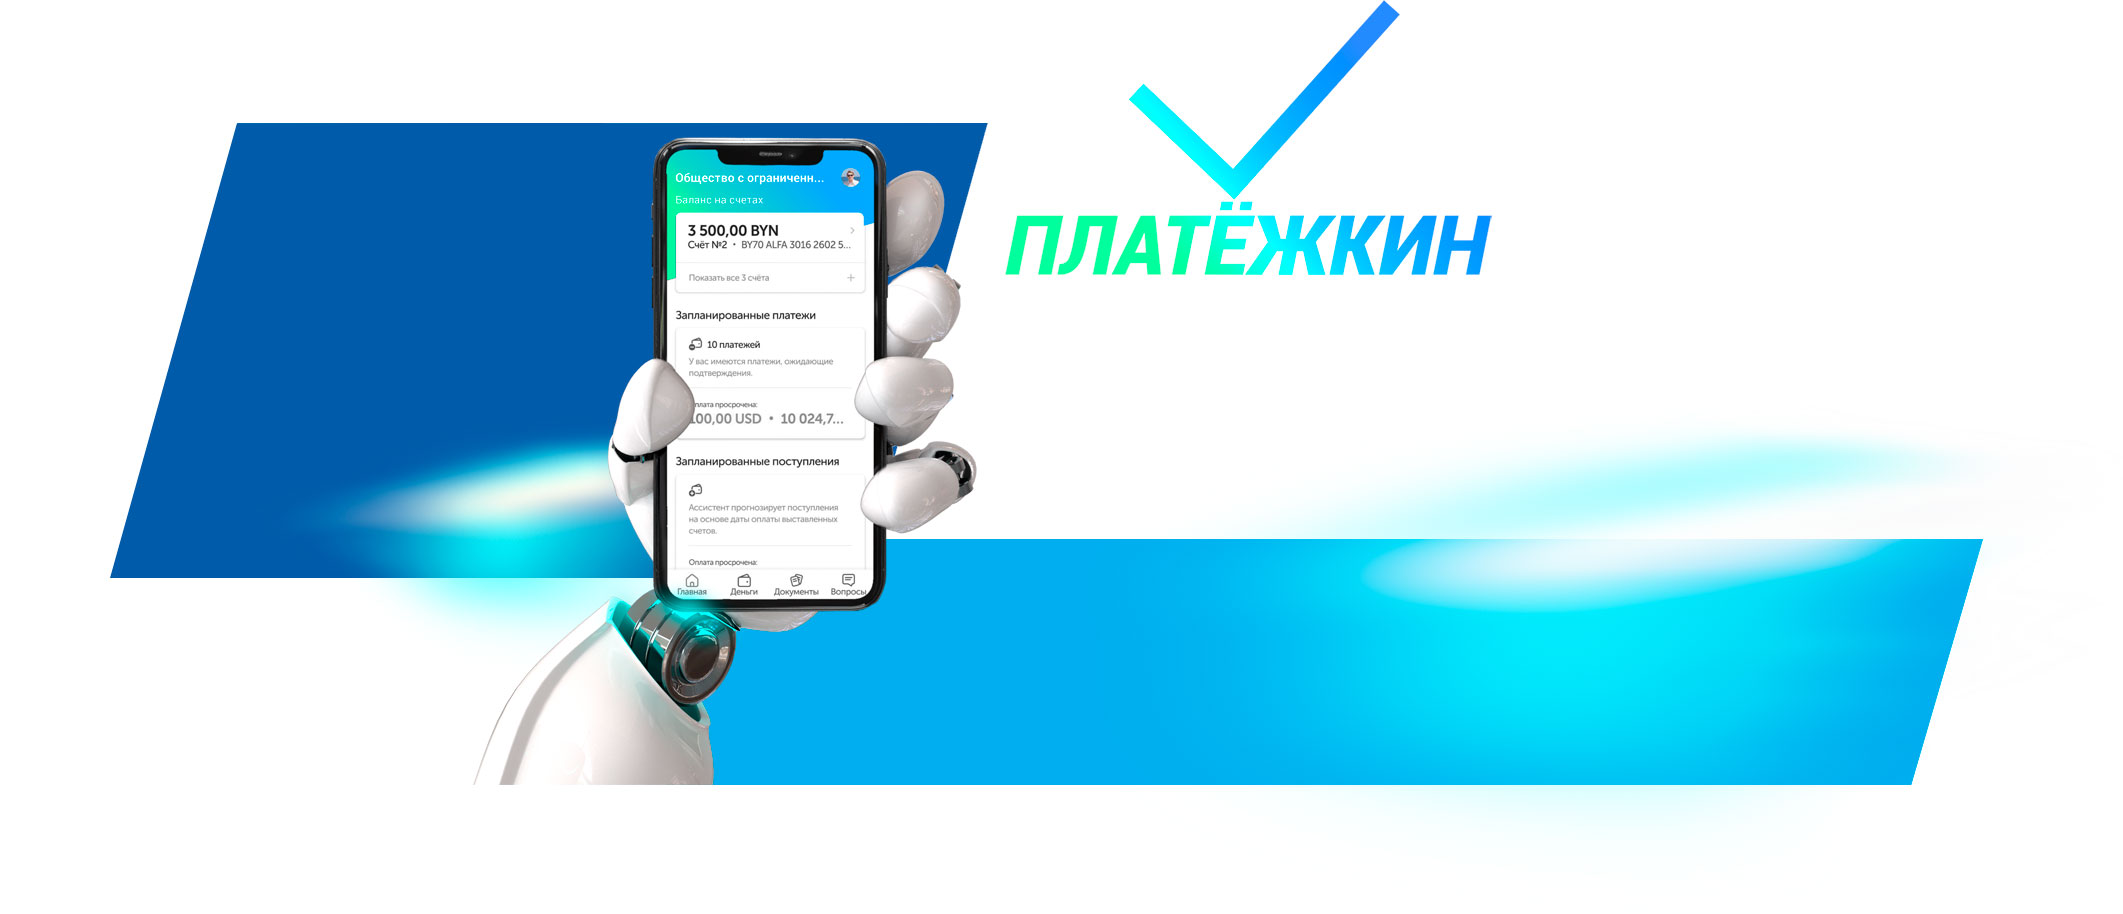 Общество с ограниченн...
Баланс на счетах
3 500,00 BYN
Счёт №2 • BY70 ALFA 3016 2602 5...
Показать все 3 счёта
Запланированные платежи
10 платежей
У вас имеются платежи, ожидающие
подтверждения.
плата просрочена:
100,00 USD • 10 024,7...
Запланированные поступления
Ассистент прогнозирует поступления
на основе даты оплаты выставленных
счетов.
Оплата просрочена:
Главная Деньги Документы Вопросы
ПЛАТЁЖКИН